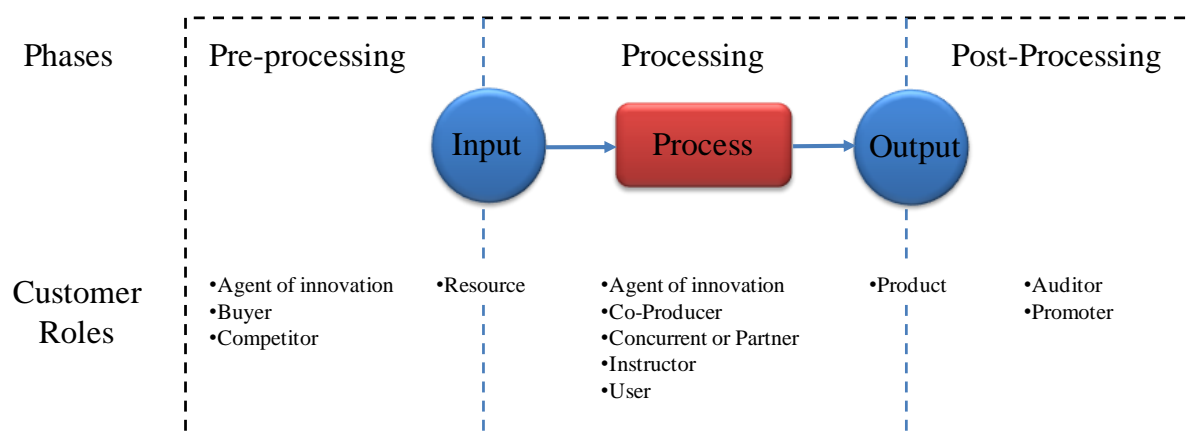 Phases
Pre-processing
Processing
Post-Processing
Input
Process
Output
Customer
Roles
•Agent of innovation
•Buyer
•Competitor
•Resource
•Agent of innovation
•Co-Producer
•Concurrent or Partner
•Instructor
•User
•Product
•Auditor
•Promoter